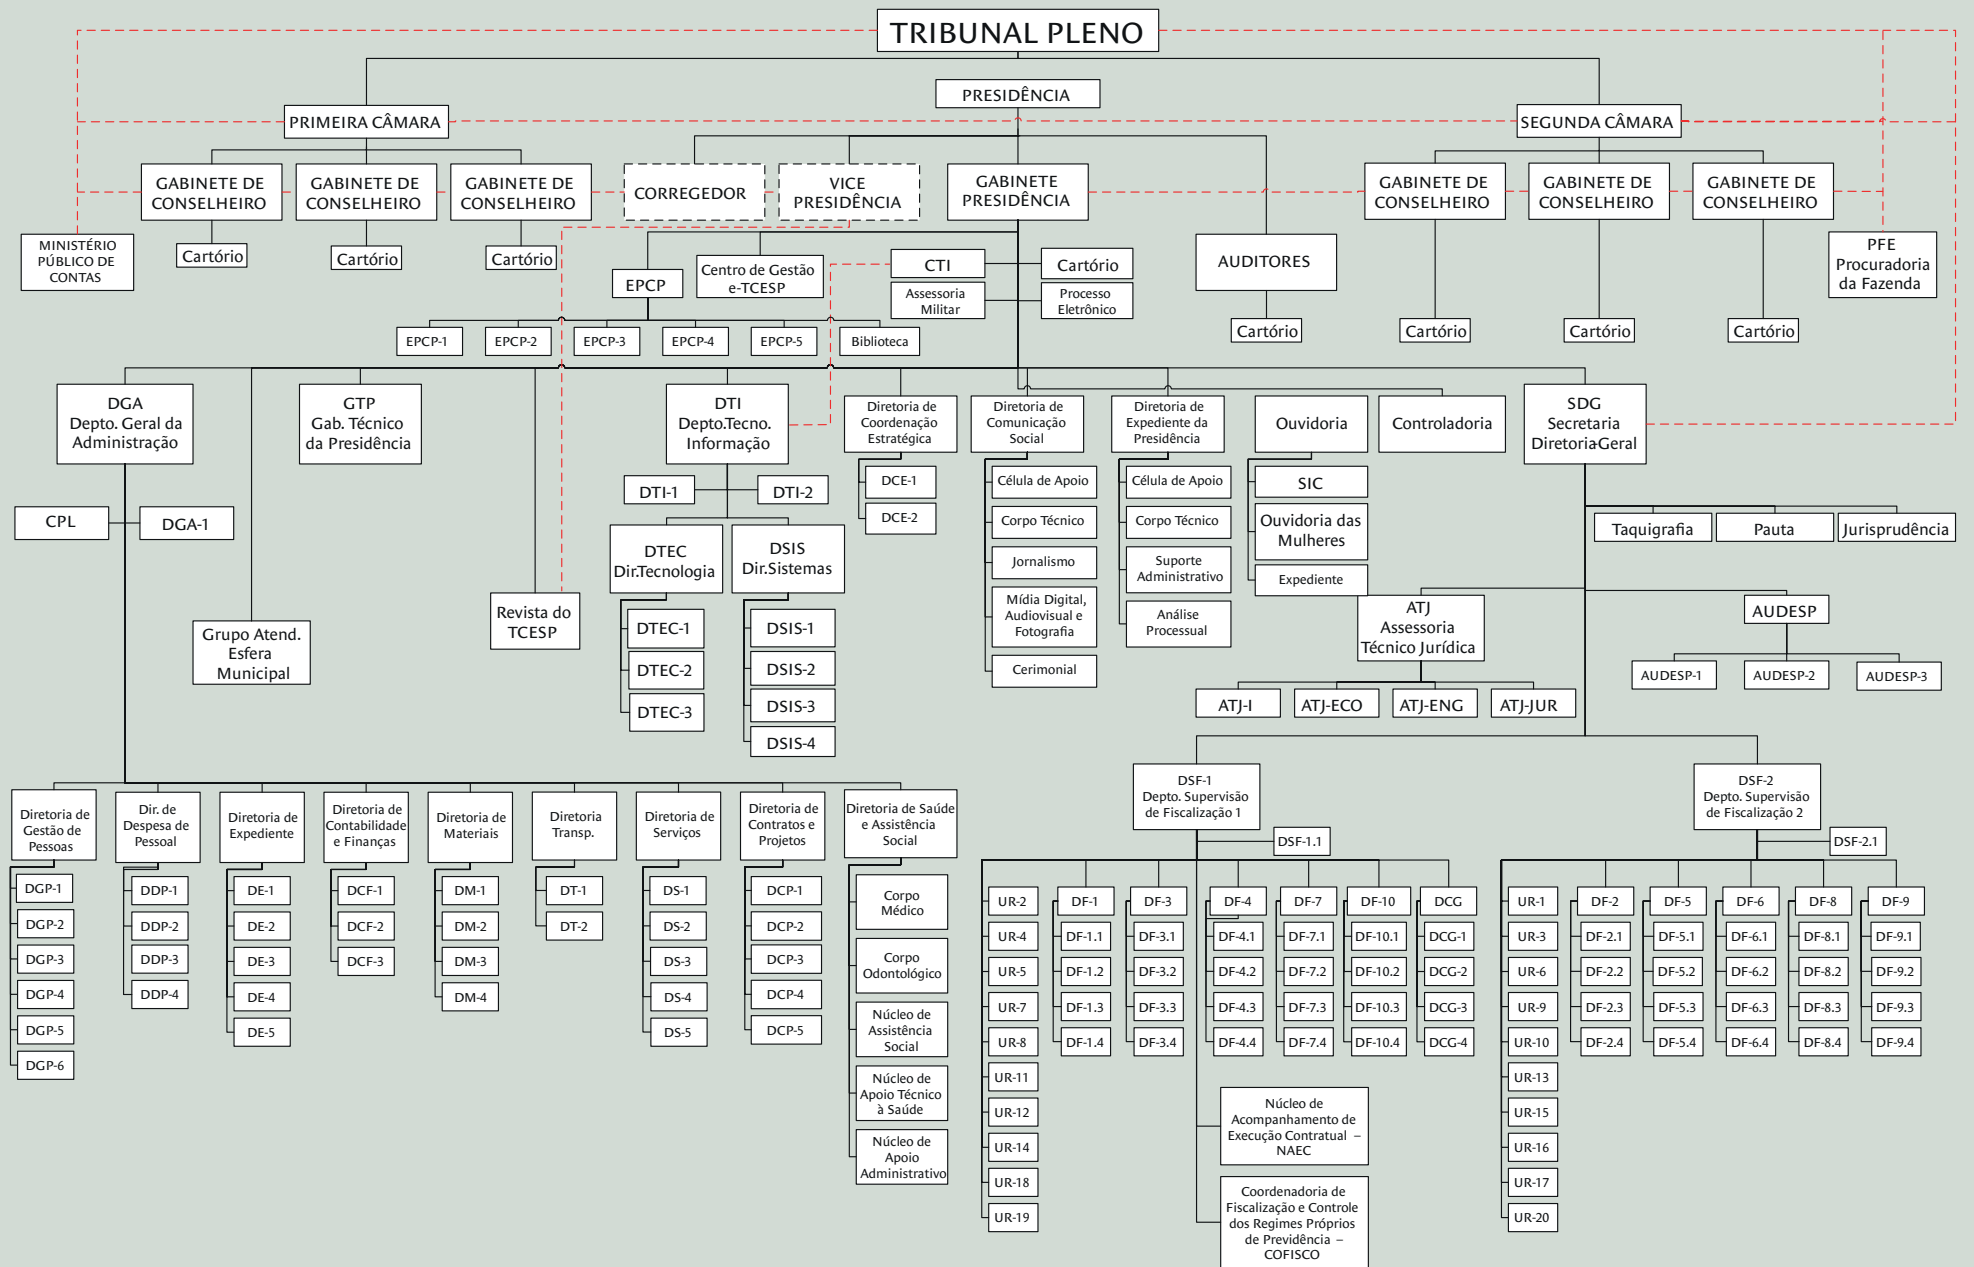 TRIBUNAL PLENO
PRESIDÊNCIA
PRIMEIRA CÂMARA
SEGUNDA CÂMARA
GABINETE DE
CONSELHEIRO
GABINETE DE
CONSELHEIRO
GABINETE DE
CONSELHEIRO
CORREGEDOR
VICE
PRESIDÊNCIA
GABINETE
PRESIDÊNCIA
GABINETE DE
CONSELHEIRO
GABINETE DE
CONSELHEIRO
GABINETE DE
CONSELHEIRO
MINISTÉRIO
PÚBLICO DE
CONTAS
Cartório
Cartório
Cartório
EPCP
Centro de Gestão
e-TCESP
CTI
Cartório
Assessoria
Militar
Processo
Eletrônico
AUDITORES
PFE
Procuradoria
da Fazenda
Cartório
Cartório
Cartório
Cartório
EPCP-1
EPCP-2
EPCP-3
EPCP-4
EPCP-5
Biblioteca
DGA
Depto. Geral da
Administração
GTP
Gab. Técnico
da Presidência
DTI
Depto.Tecno.
Informação
Diretoria de
Coordenação
Estratégica
Diretoria de
Comunicação
Social
Diretoria de
Expediente da
Presidência
Ouvidoria
Controladoria
SDG
Secretaria
Diretoria-Geral
DTI-1
DTI-2
DCE-1
DCE-2
Célula de Apoio
Corpo Técnico
Jornalismo
Mídia Digital,
Audiovisual e
Fotografia
Cerimonial
Célula de Apoio
Corpo Técnico
Suporte
Administrativo
Análise
Processual
SIC
Ouvidoria das
Mulheres
Expediente
CPL
DGA-1
Taquigrafia
Pauta
Jurisprudência
DTEC
Dir.Tecnologia
DSIS
Dir.Sistemas
DTEC-1
DTEC-2
DTEC-3
DSIS-1
DSIS-2
DSIS-3
DSIS-4
Grupo Atend.
Esfera
Municipal
Revista do
TCESP
ATJ
Assessoria
Técnico Jurídica
ATJ-I
ATJ-ECO
ATJ-ENG
ATJ-JUR
AUDESP
AUDESP-1
AUDESP-2
AUDESP-3
Diretoria de
Gestão de
Pessoas
Dir. de
Despesa de
Pessoal
Diretoria de
Expediente
Diretoria de
Contabilidade
e Finanças
Diretoria de
Materiais
Diretoria
Transp.
Diretoria de
Serviços
Diretoria de
Contratos e
Projetos
Diretoria de Saúde
e Assistência
Social
DGP-1
DGP-2
DGP-3
DGP-4
DGP-5
DGP-6
DDP-1
DDP-2
DDP-3
DDP-4
DE-1
DE-2
DE-3
DE-4
DE-5
DCF-1
DCF-2
DCF-3
DM-1
DM-2
DM-3
DM-4
DT-1
DT-2
DS-1
DS-2
DS-3
DS-4
DS-5
DCP-1
DCP-2
DCP-3
DCP-4
DCP-5
Corpo
Médico
Corpo
Odontológico
Núcleo de
Assistência
Social
Núcleo de
Apoio Técnico
à Saúde
Núcleo de
Apoio
Administrativo
DSF-1
Depto. Supervisão
de Fiscalização 1
DSF-1.1
UR-2
UR-4
UR-5
UR-7
UR-8
UR-11
UR-12
UR-14
UR-18
UR-19
DF-1
DF-1.1
DF-1.2
DF-1.3
DF-1.4
DF-3
DF-3.1
DF-3.2
DF-3.3
DF-3.4
DF-4
DF-4.1
DF-4.2
DF-4.3
DF-4.4
DF-7
DF-7.1
DF-7.2
DF-7.3
DF-7.4
DF-10
DF-10.1
DF-10.2
DF-10.3
DF-10.4
DCG
DCG-1
DCG-2
DCG-3
DCG-4
Núcleo de
Acompanhamento de
Execução Contratual –
NAEC
Coordenadoria de
Fiscalização e Controle
dos Regimes Próprios
de Previdência –
COFISCO
DSF-2
Depto. Supervisão
de Fiscalização 2
DSF-2.1
UR-1
UR-3
UR-6
UR-9
UR-10
UR-13
UR-15
UR-16
UR-17
UR-20
DF-2
DF-2.1
DF-2.2
DF-2.3
DF-2.4
DF-5
DF-5.1
DF-5.2
DF-5.3
DF-5.4
DF-6
DF-6.1
DF-6.2
DF-6.3
DF-6.4
DF-8
DF-8.1
DF-8.2
DF-8.3
DF-8.4
DF-9
DF-9.1
DF-9.2
DF-9.3
DF-9.4